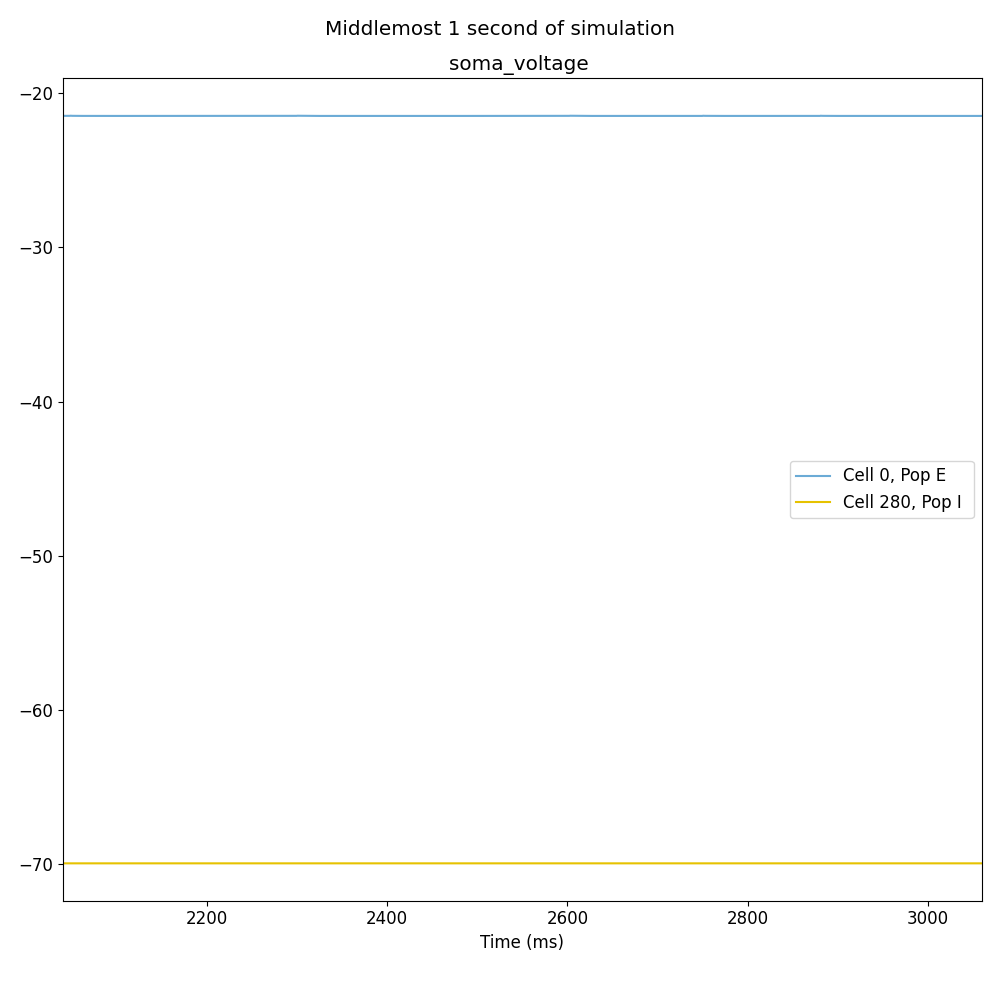 Middlemost 1 second of simulation
soma_voltage
−20
−30
−40
−50
−60
−70
Cell 0, Pop E
Cell 280, Pop I
2200 2400 2600 2800 3000
Time (ms)